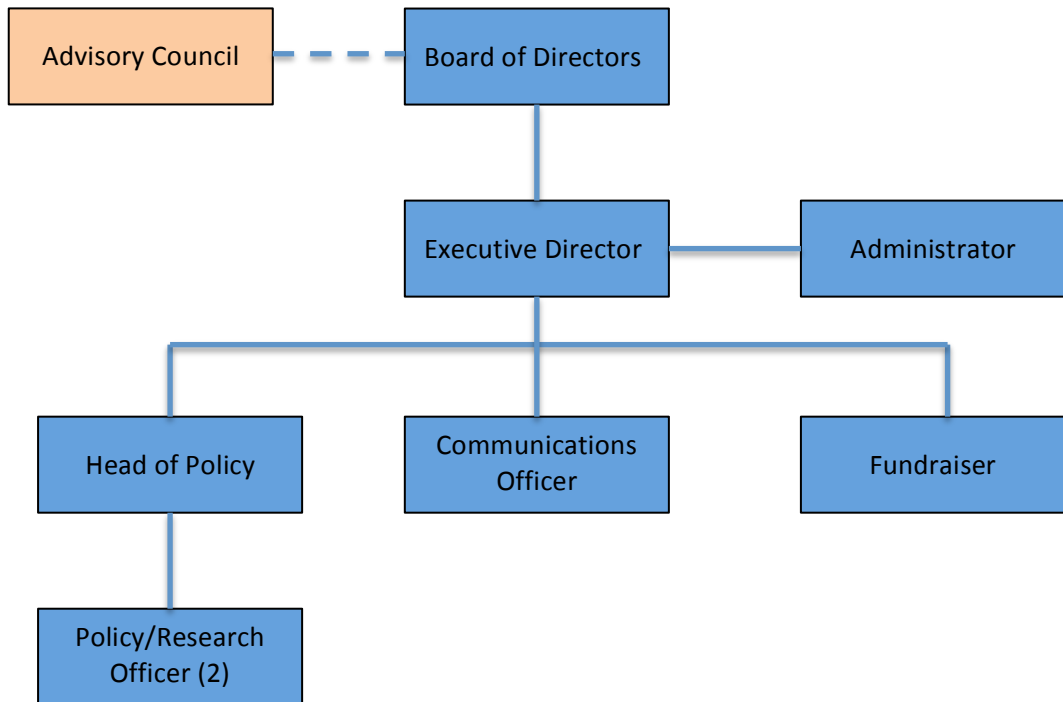 Advisory Council
Board of Directors
Executive Director
Administrator
Head of Policy
Communications
Officer
Fundraiser
Policy/Research
Officer (2)